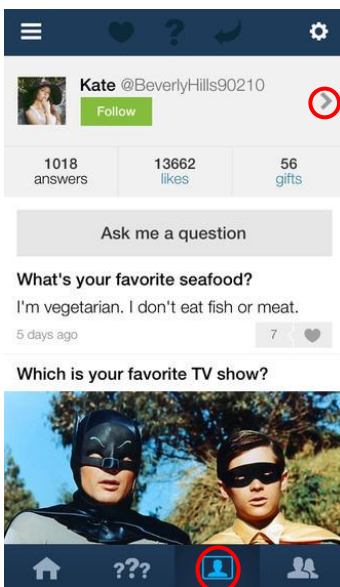 ?
Kate @BeverlyHills90210
Follow
1018 13662 56
answers likes gifts
Ask me a question
What's your favorite seafood?
I'm vegetarian. I don't eat fish or meat.
5 days ago 7
Which is your favorite TV show?
???